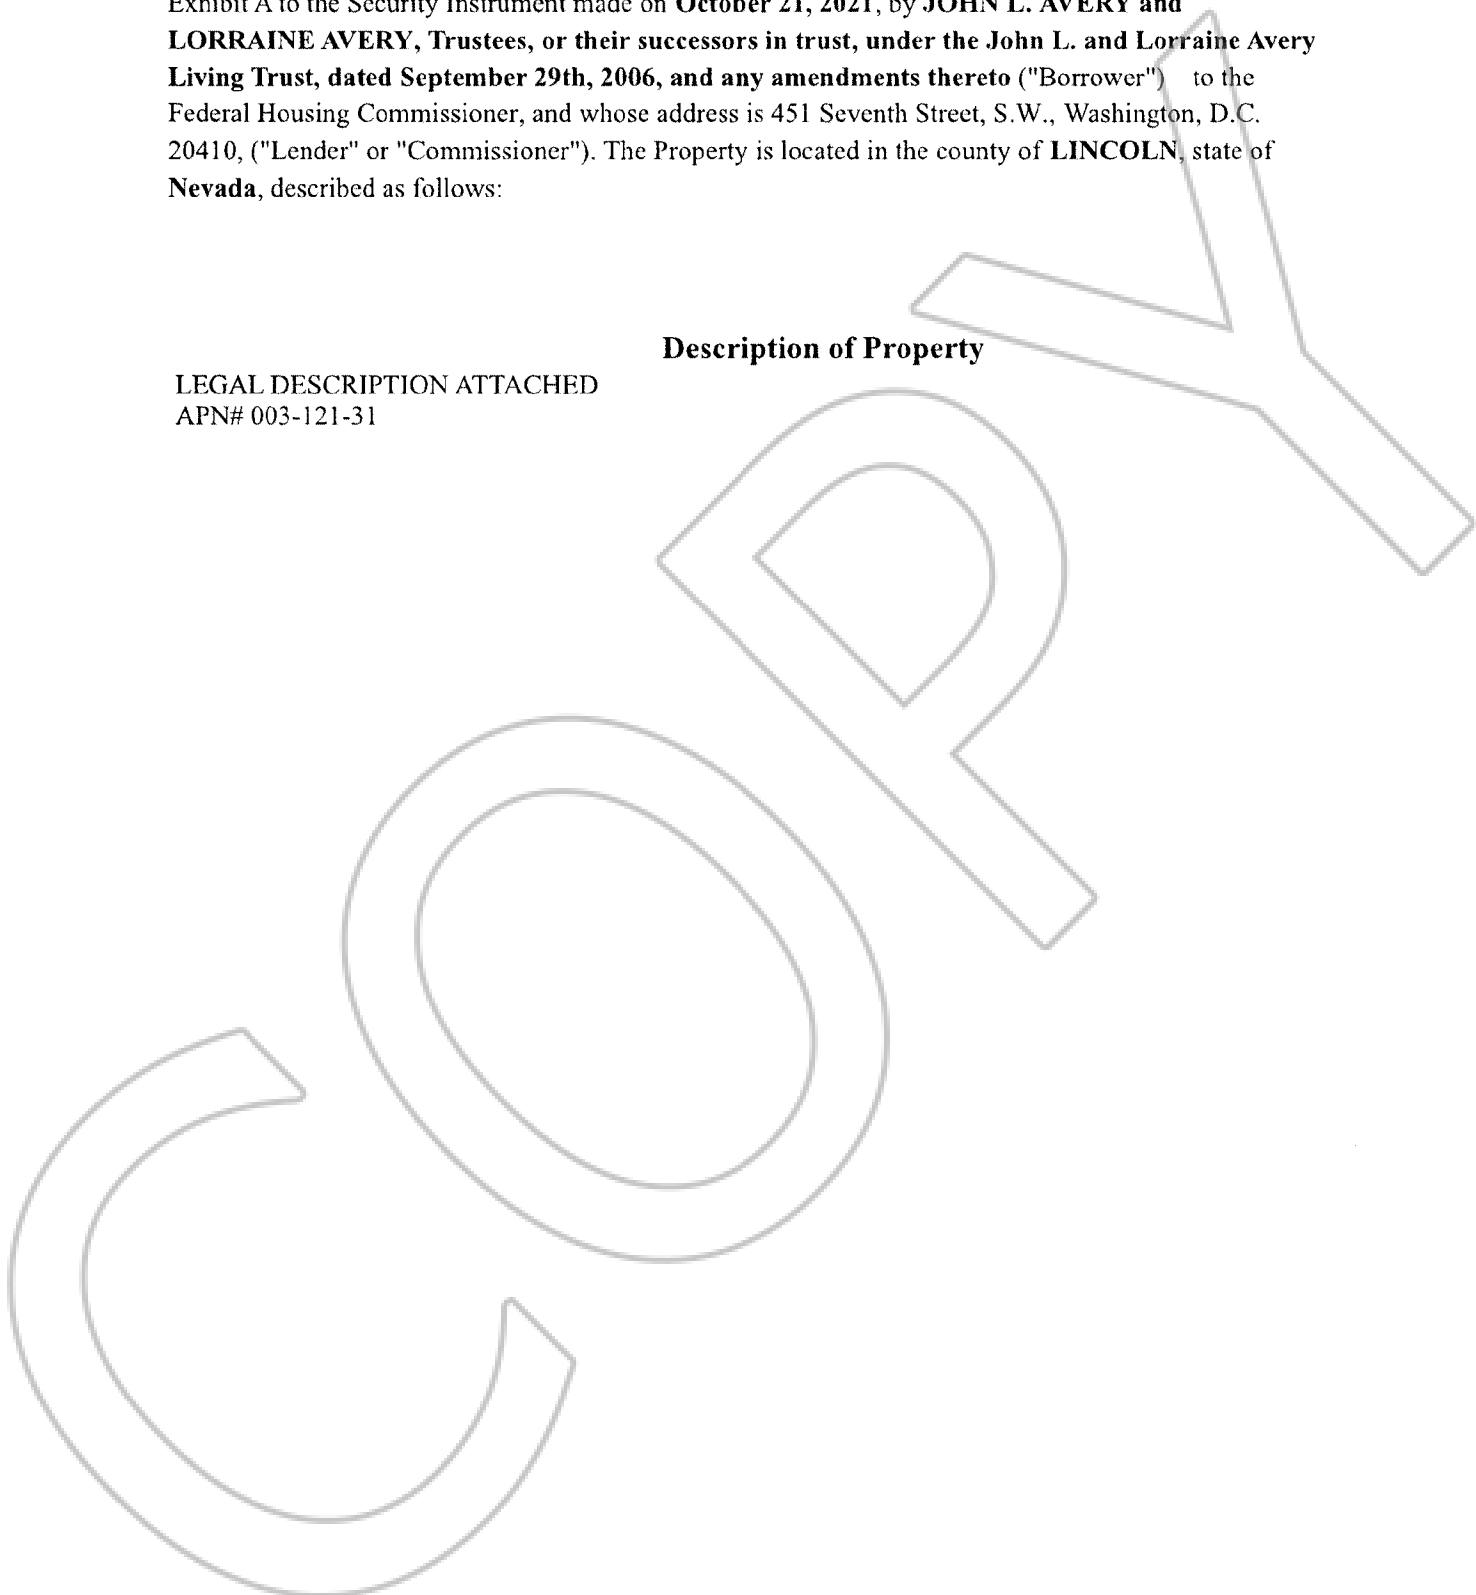 Exhibit A to the Security Instrument made on October 21, 2021, by JOHN L. AVERY and
LORRAINE AVERY, Trustees, or their successors in trust, under the John L. and Lorraine Avery
Living Trust, dated September 29th, 2006, and any amendments thereto ("Borrower") to the
Federal Housing Commissioner, and whose address is 451 Seventh Street, S.W., Washington, D.C.
20410, ("Lender" or "Commissioner"). The Property is located in the county of LINCOLN, state of
Nevada, described as follows:
Description of Property
LEGAL DESCRIPTION ATTACHED
APN# 003-121-31
COPY